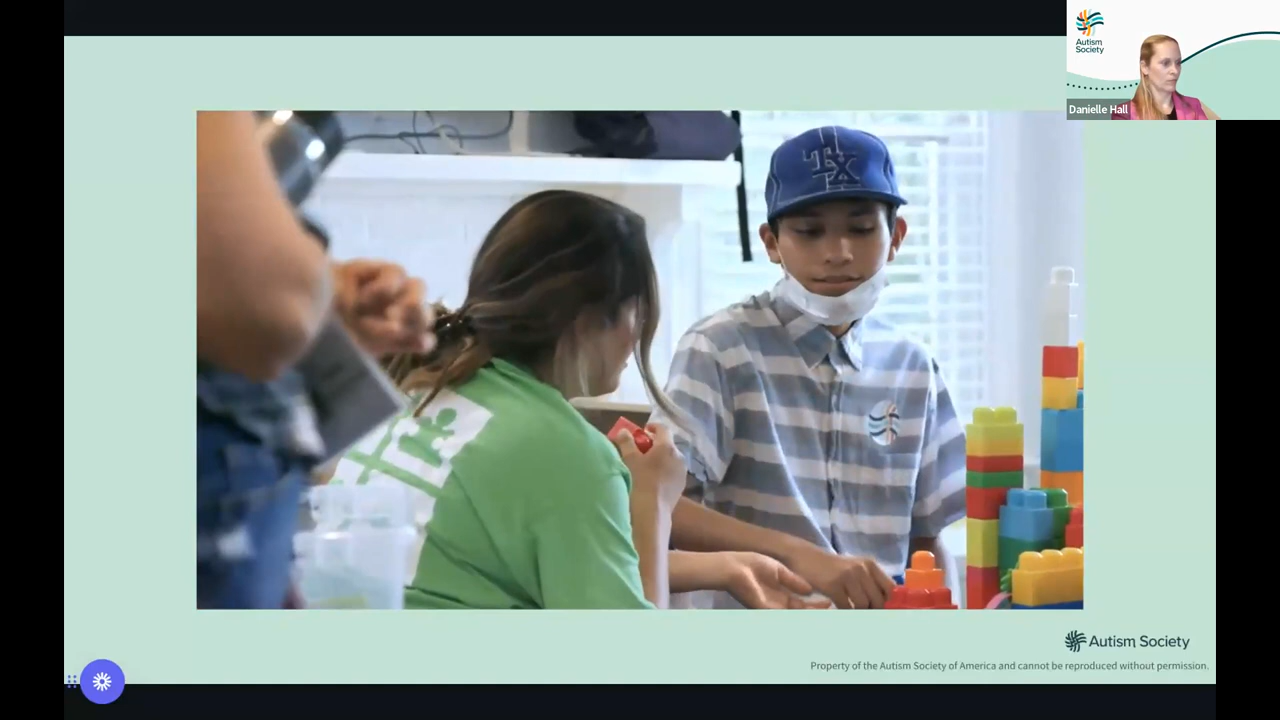 Autism
Society
Danielle Hall
TX
Autism Society
Property of the Autism Society of America and cannot be reproduced without permission.